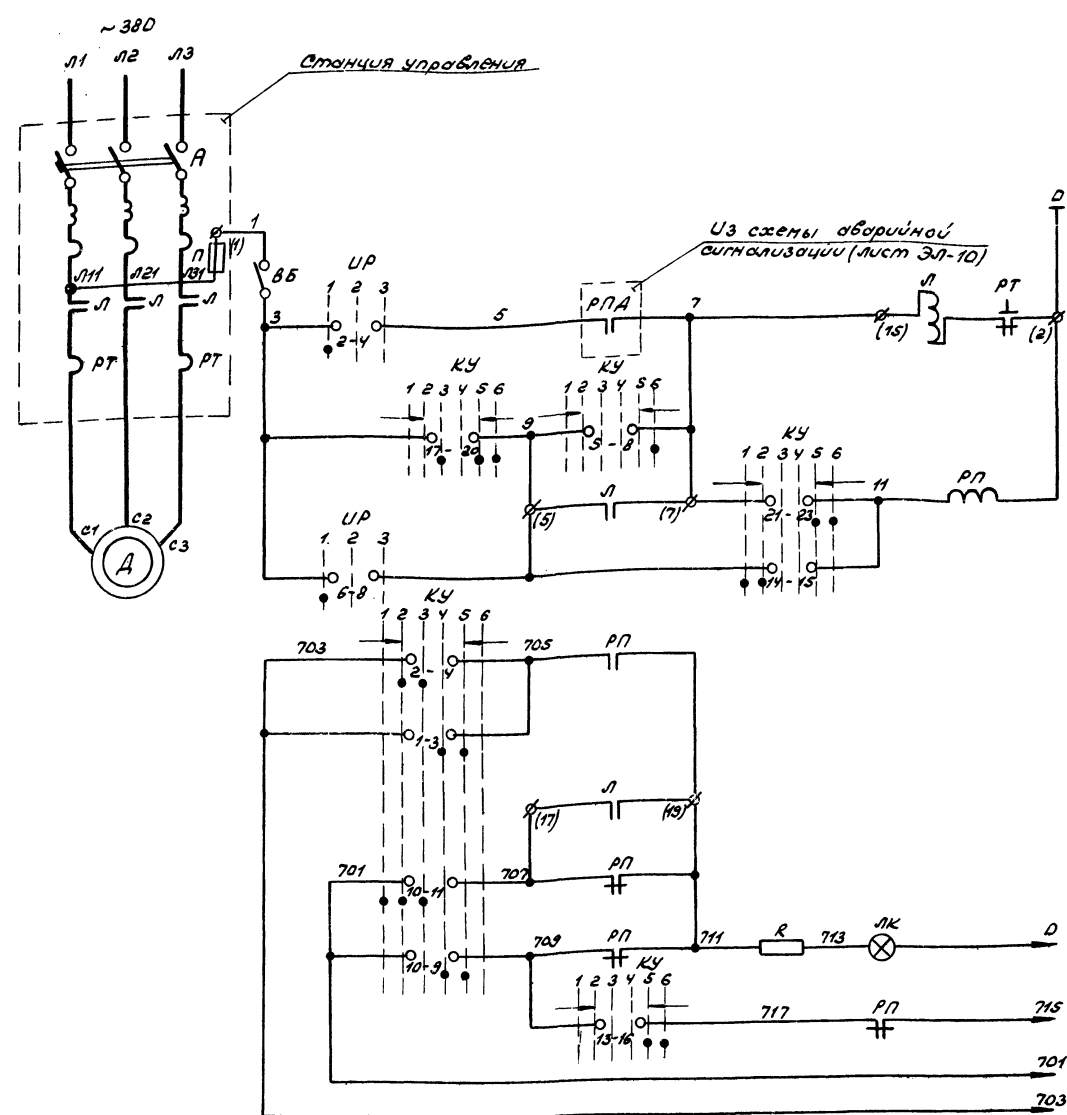 ~380
Л1 Л2 Л3
Станция управления
А
П
1
(1)
Л11 Л21 Л31
Л Л Л
РТ РТ
С1 С2 С3
Д
ВБ
3
ИР
1 2 3
2-4
5
Из схемы аварийной
сигнализации (лист ЭЛ-10)
РПА
7
(15)
Л
РТ
(2)
0
КУ
1 2 3 4 5 6
17-20
9
КУ
1 2 3 4 5 6
5-8
(5)
Л
(7)
КУ
1 2 3 4 5 6
21-23
11
РП
14-15
ИР
1 2 3
6-8
КУ
1 2 3 4 5 6
703
2-4
705
РП
1-3
(17)
Л
(19)
701
10-11
707
РП
10-9
709
РП
711
R
713
ЛК
0
КУ
1 2 3 4 5 6
13-16
717
РП
715
701
703